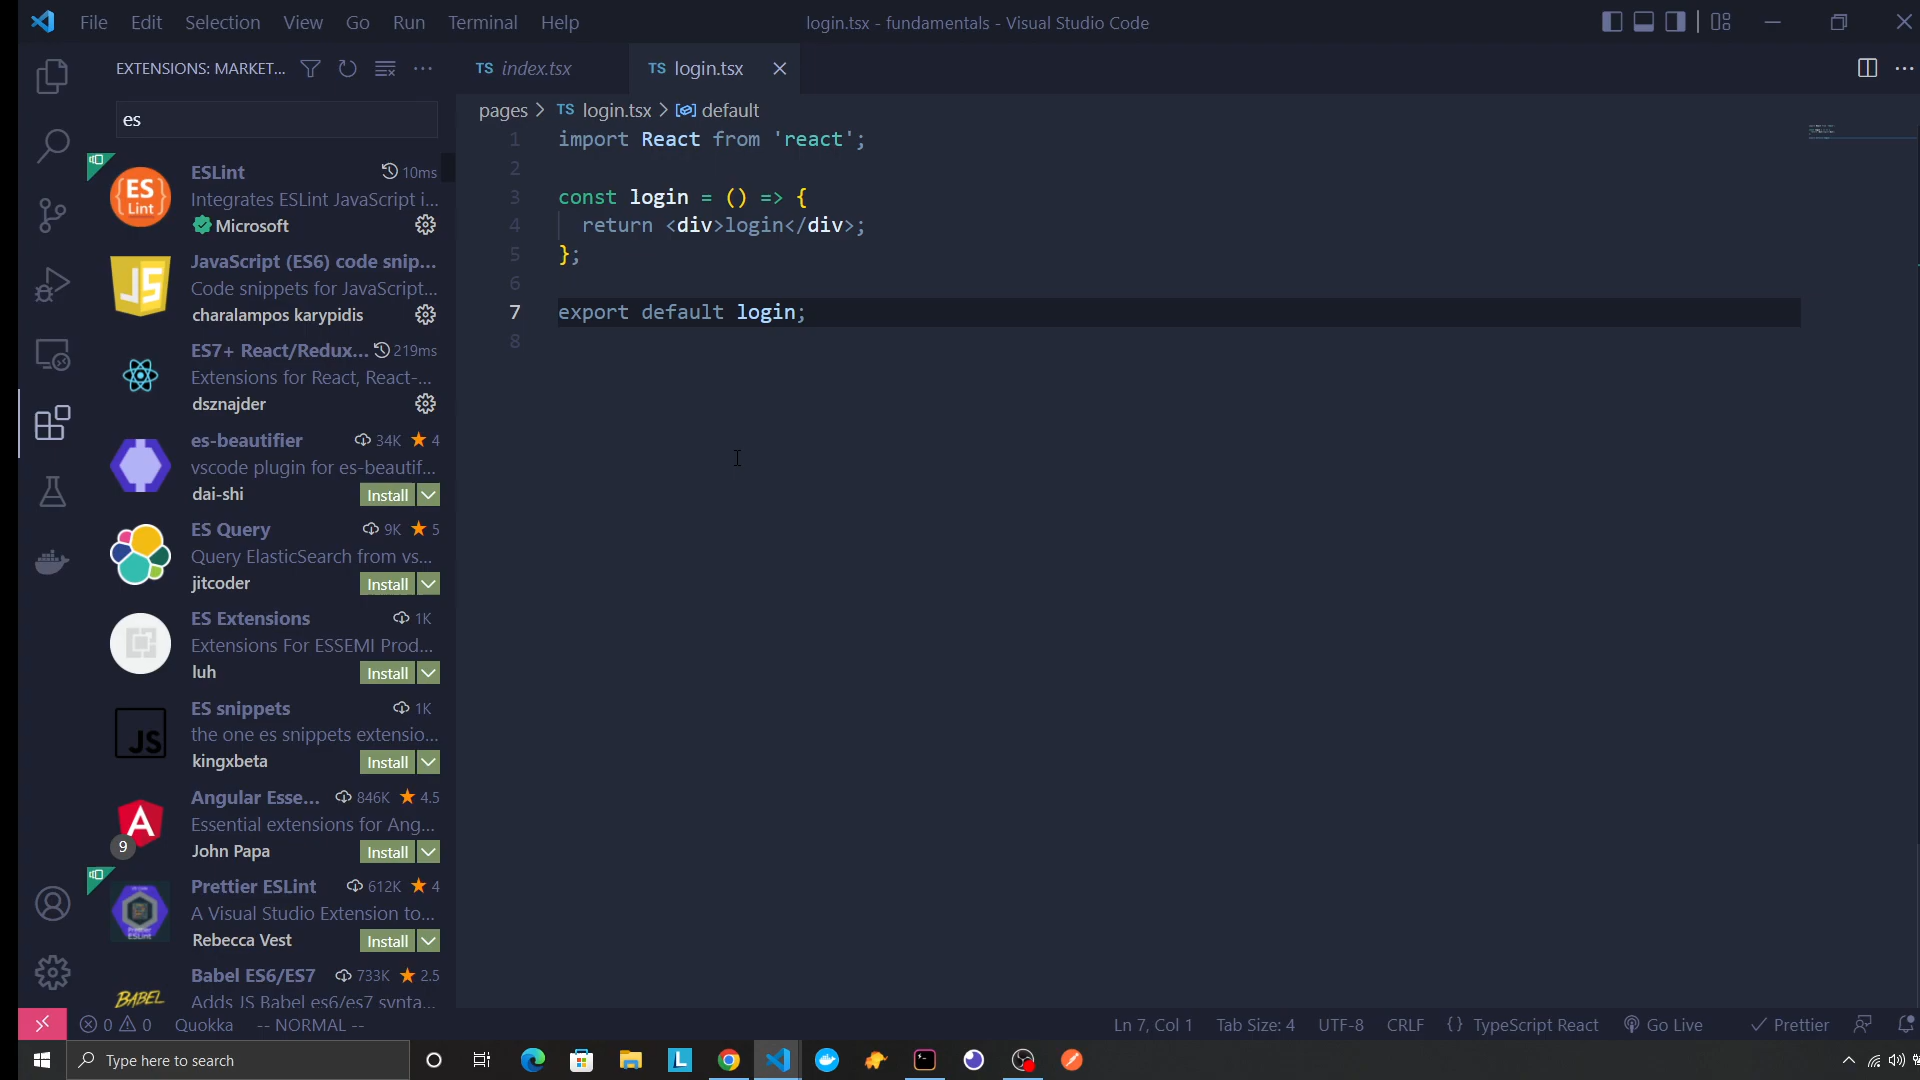 File Edit Selection View Go Run Terminal Help
login.tsx - fundamentals - Visual Studio Code
EXTENSIONS: MARKET...
es
ES Lint
ESLint 10ms
Integrates ESLint JavaScript i...
Microsoft
JS
JavaScript (ES6) code snip...
Code snippets for JavaScript...
charalampos karypidis
ES7+ React/Redux... 219ms
Extensions for React, React-...
dsznajder
es-beautifier 34K 4
vscode plugin for es-beautif...
dai-shi Install
ES Query 9K 5
Query ElasticSearch from vs...
jitcoder Install
ES Extensions 1K
Extensions For ESSEMI Prod...
luh Install
JS
ES snippets 1K
the one es snippets extensio...
kingxbeta Install
A
9
Angular Esse... 846K 4.5
Essential extensions for Ang...
John Papa Install
Prettier ESLint 612K 4
A Visual Studio Extension to...
Rebecca Vest Install
BABEL
Babel ES6/ES7 733K 2.5
Adds JS Babel es6/es7 synta...
TS index.tsx
TS login.tsx
pages > TS login.tsx > default
1 import React from 'react';
2
3 const login = () => {
4 return <div>login</div>;
5 };
6
7 export default login;
8
0 0 Quokka -- NORMAL --
Ln 7, Col 1 Tab Size: 4 UTF-8 CRLF {} TypeScript React Go Live Prettier
Type here to search
L